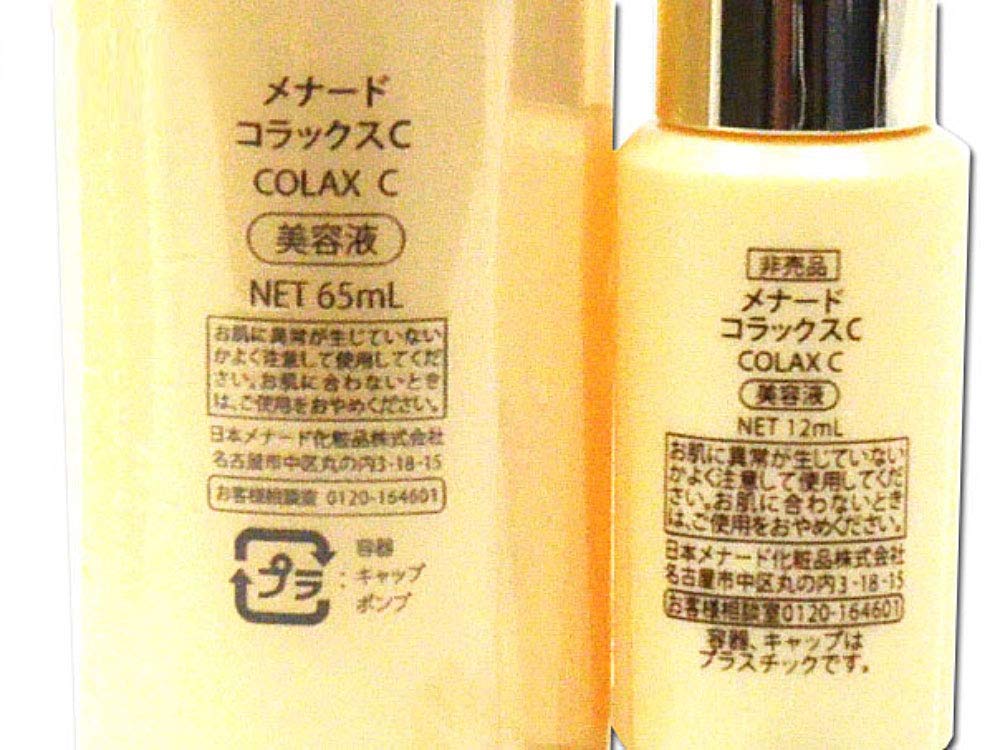 メナード
コラックスC
COLAX C
美容液
NET 65mL
お肌に異常が生じていない
かよく注意して使用してくだ
さい。お肌に合わないとき
は、ご使用をおやめください。
日本メナード化粧品株式会社
名古屋市中区丸の内3-18-15
お客様相談室 0120-164601
プラ
容器
:キャップ
ポンプ
非売品
メナード
コラックスC
COLAX C
美容液
NET 12mL
お肌に異常が生じていない
かよく注意して使用してくだ
さい。お肌に合わないとき
は、ご使用をおやめください。
日本メナード化粧品株式会社
名古屋市中区丸の内3-18-15
お客様相談室0120-164601
容器、キャップは
プラスチックです。